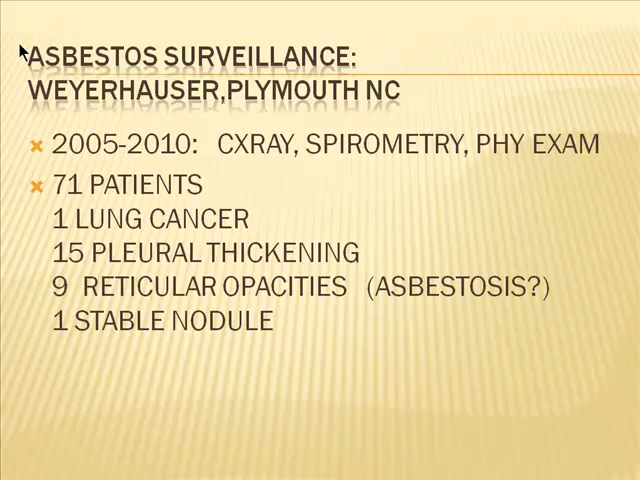 ASBESTOS SURVEILLANCE:
WEYERHAUSER,PLYMOUTH NC
2005-2010: CXRAY, SPIROMETRY, PHY EXAM
71 PATIENTS
1 LUNG CANCER
15 PLEURAL THICKENING
9 RETICULAR OPACITIES (ASBESTOSIS?)
1 STABLE NODULE